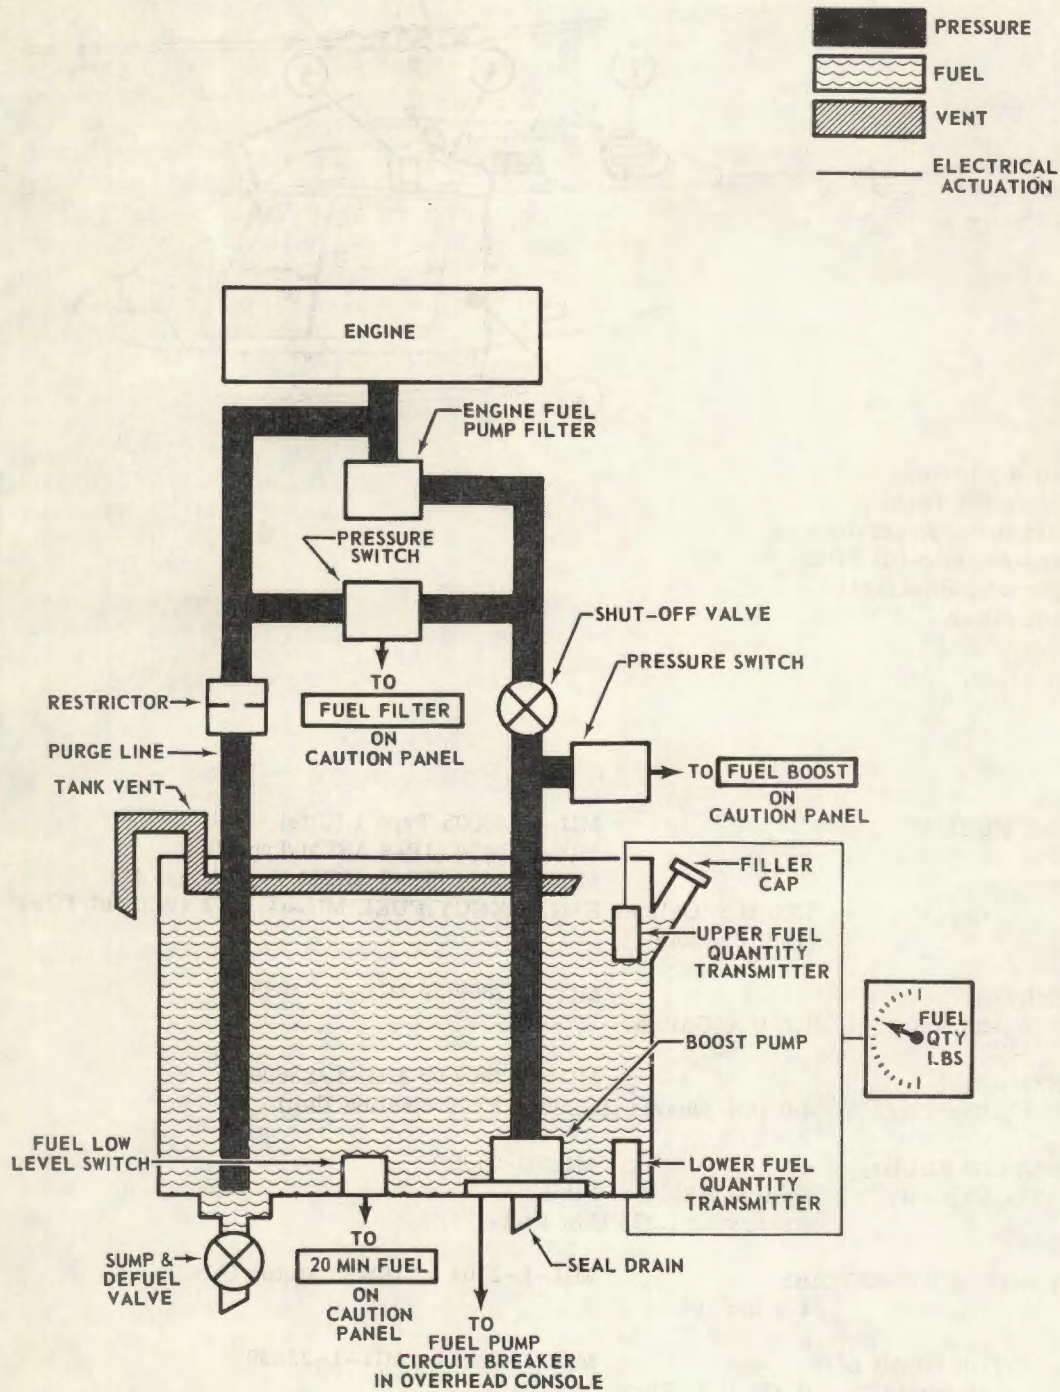 PRESSURE
FUEL
VENT
ELECTRICAL
ACTUATION
ENGINE
ENGINE FUEL
PUMP FILTER
PRESSURE
SWITCH
SHUT-OFF VALVE
PRESSURE SWITCH
RESTRICTOR
TO
FUEL FILTER
ON
CAUTION PANEL
PURGE LINE
TANK VENT
TO FUEL BOOST
ON
CAUTION PANEL
FILLER
CAP
UPPER FUEL
QUANTITY
TRANSMITTER
FUEL
QTY
LBS
BOOST PUMP
FUEL LOW
LEVEL SWITCH
LOWER FUEL
QUANTITY
TRANSMITTER
SUMP &
DEFUEL
VALVE
TO
20 MIN FUEL
ON
CAUTION
PANEL
SEAL DRAIN
TO
FUEL PUMP
CIRCUIT BREAKER
IN OVERHEAD CONSOLE